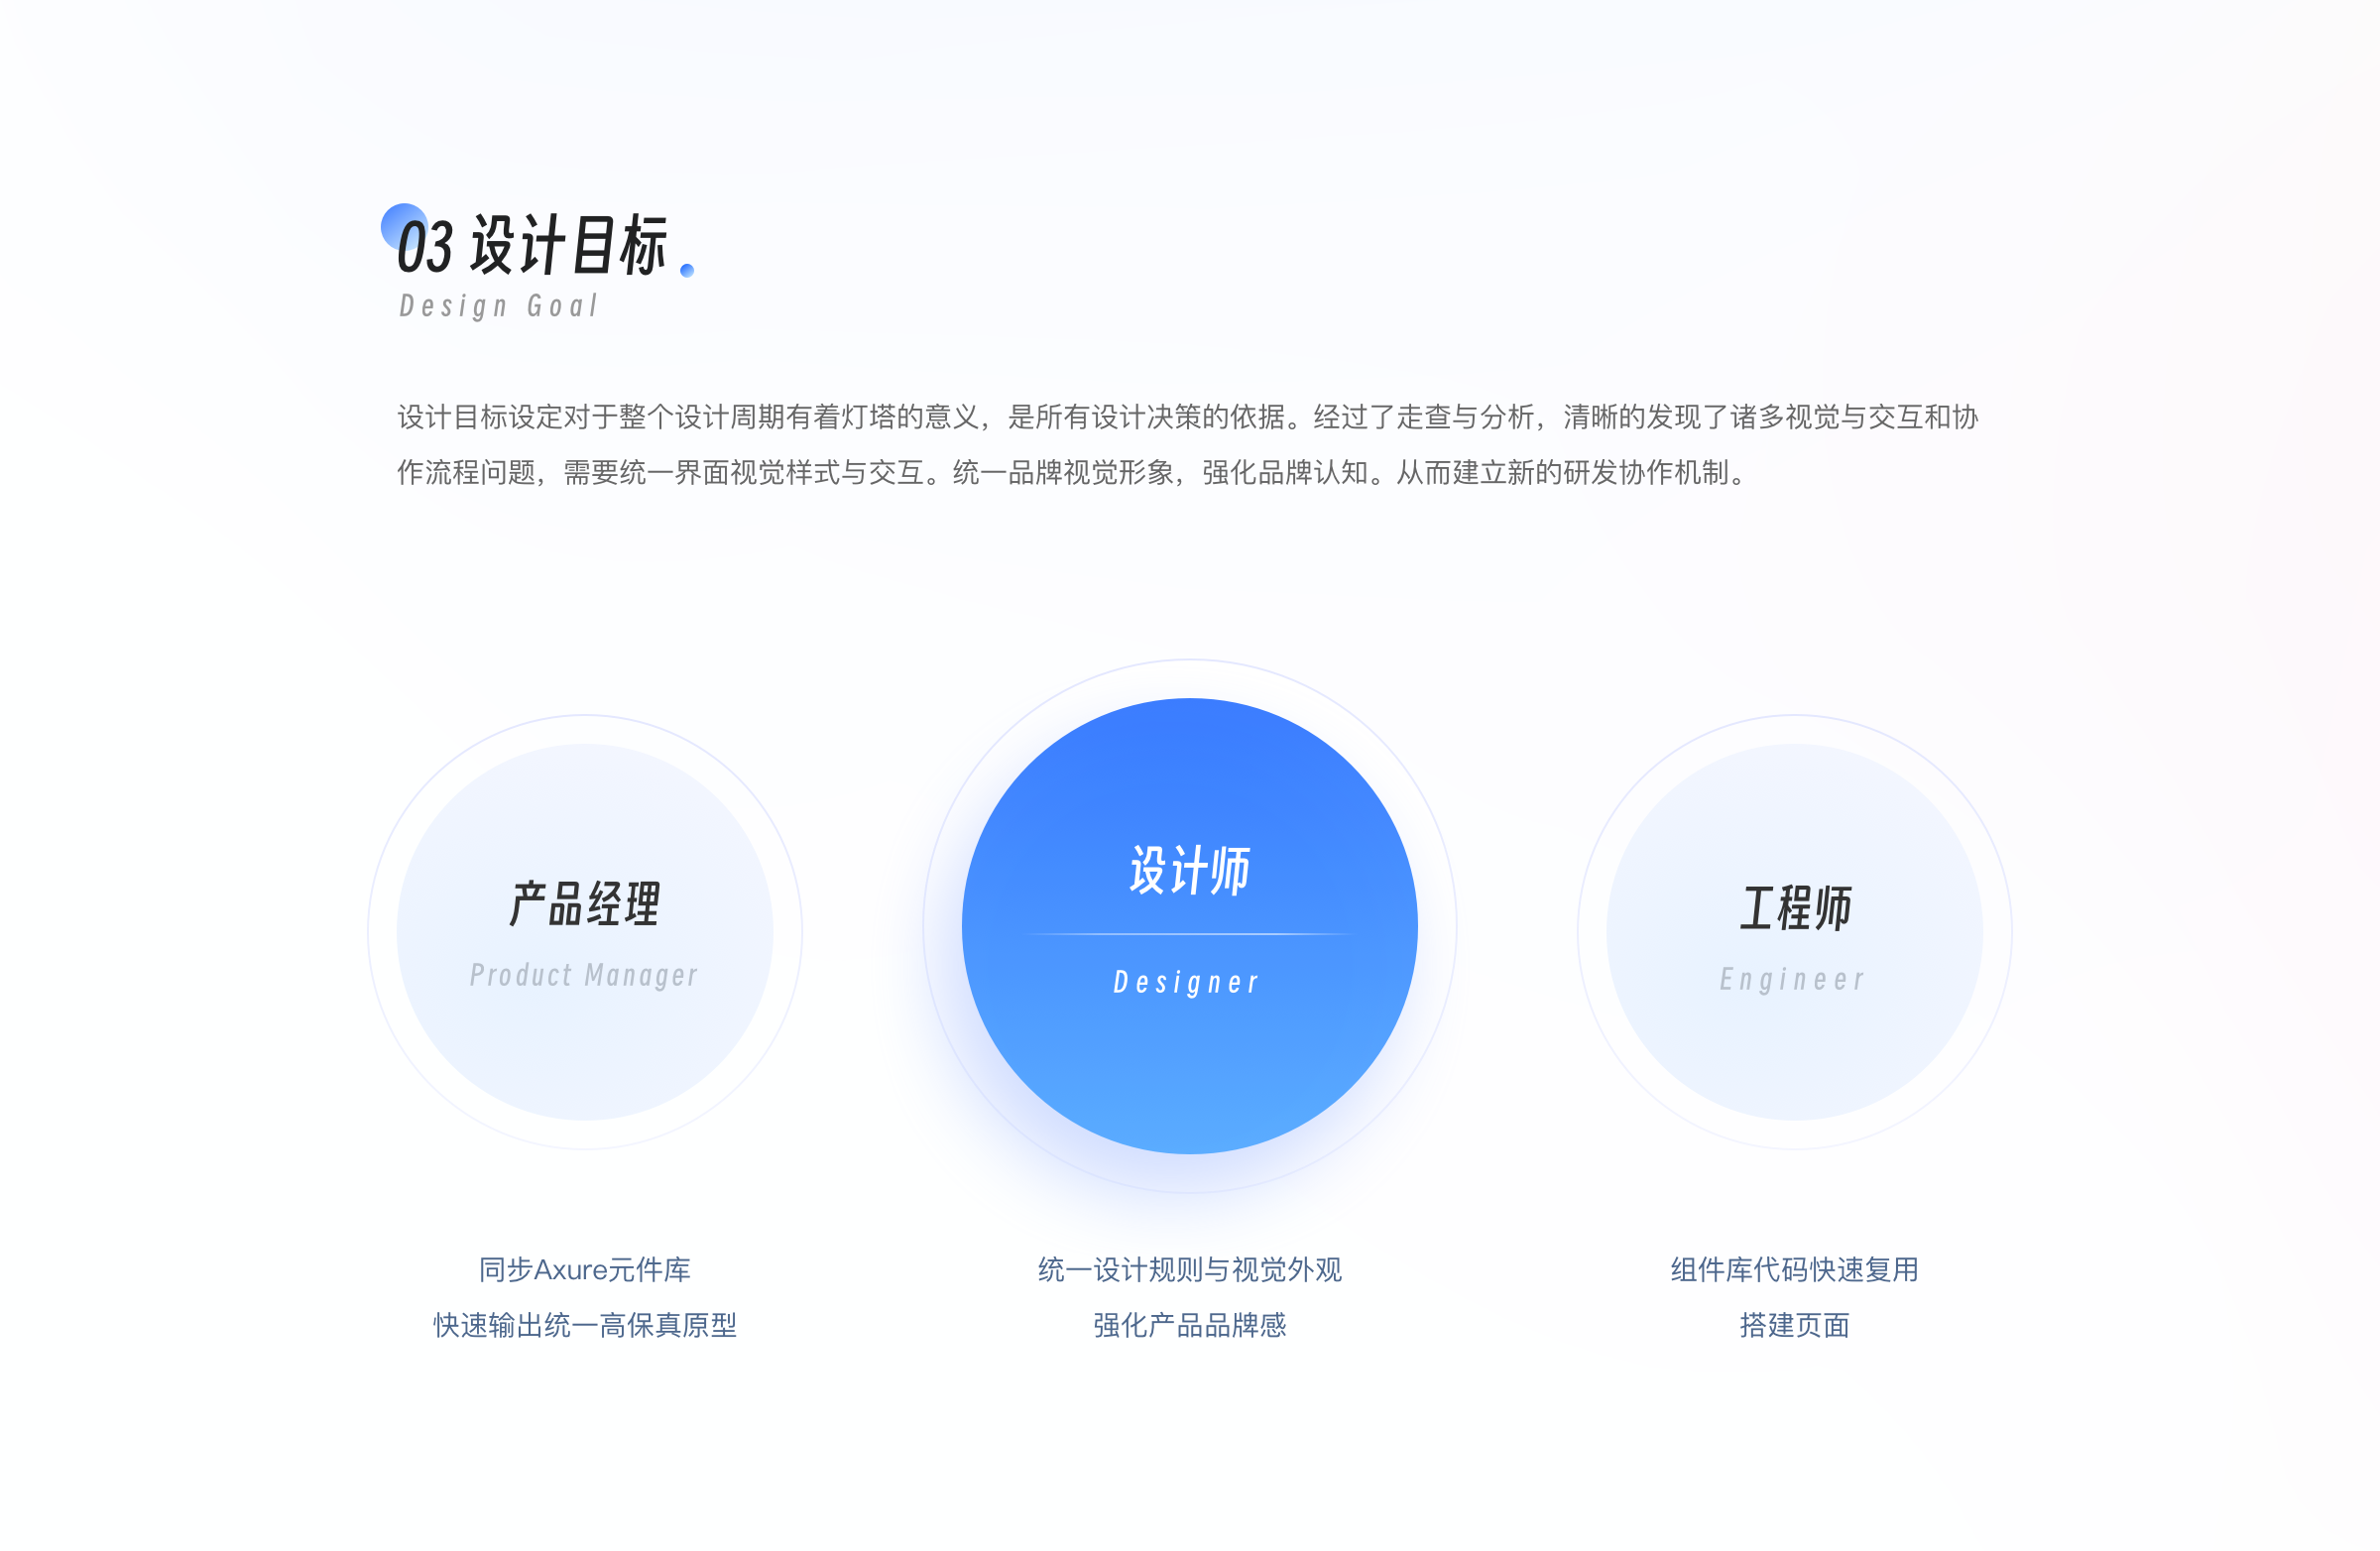 03 设计目标
Design Goal
设计目标设定对于整个设计周期有着灯塔的意义，是所有设计决策的依据。经过了走查与分析，清晰的发现了诸多视觉与交互和协
作流程问题，需要统一界面视觉样式与交互。统一品牌视觉形象，强化品牌认知。从而建立新的研发协作机制。
产品经理
Product Manager
设计师
Designer
工程师
Engineer
同步Axure元件库
快速输出统一高保真原型
统一设计规则与视觉外观
强化产品品牌感
组件库代码快速复用
搭建页面